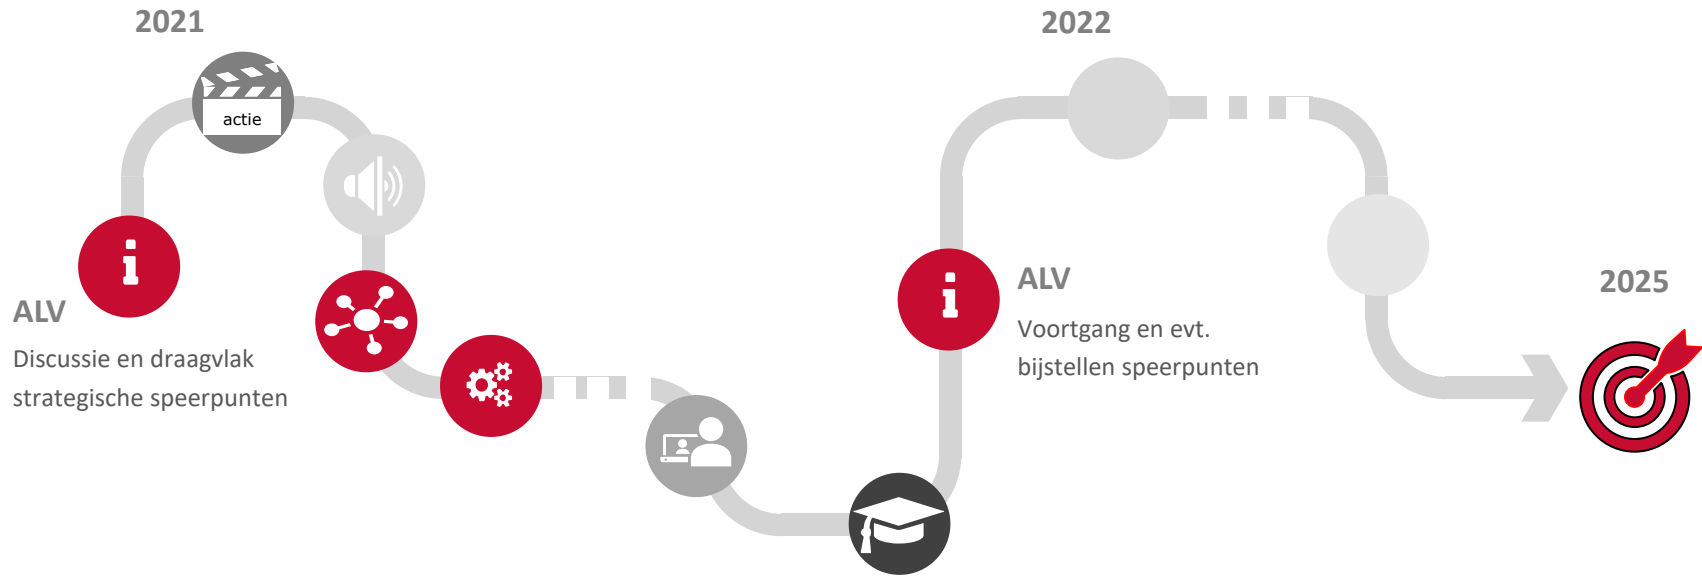 2021
actie
ALV
Discussie en draagvlak
strategische speerpunten
2022
ALV
Voortgang en evt.
bijstellen speerpunten
2025